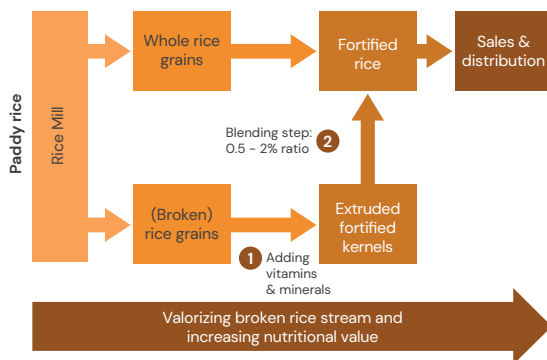 Paddy rice
Rice Mill
Whole rice
grains
Fortified
rice
Sales &
distribution
Blending step:
0.5 - 2% ratio
2
(Broken)
rice grains
Extruded
fortified
kernels
1
Adding
vitamins
& minerals
Valorizing broken rice stream and
increasing nutritional value